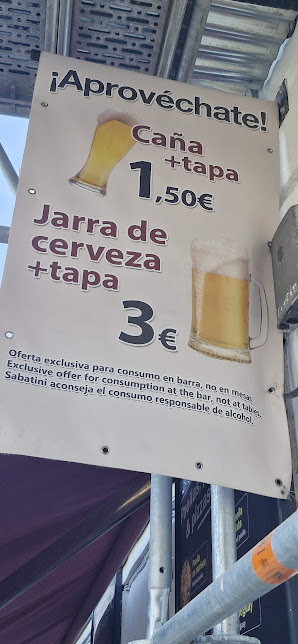 ¡Aprovéchate!
Caña
+tapa
1,50€
Jarra de
cerveza
+tapa
3€
Oferta exclusiva para consumo en barra, no en mesas.
Exclusive offer for consumption at the bar, not at tables.
Sabatini aconseja el consumo responsable de alcohol.